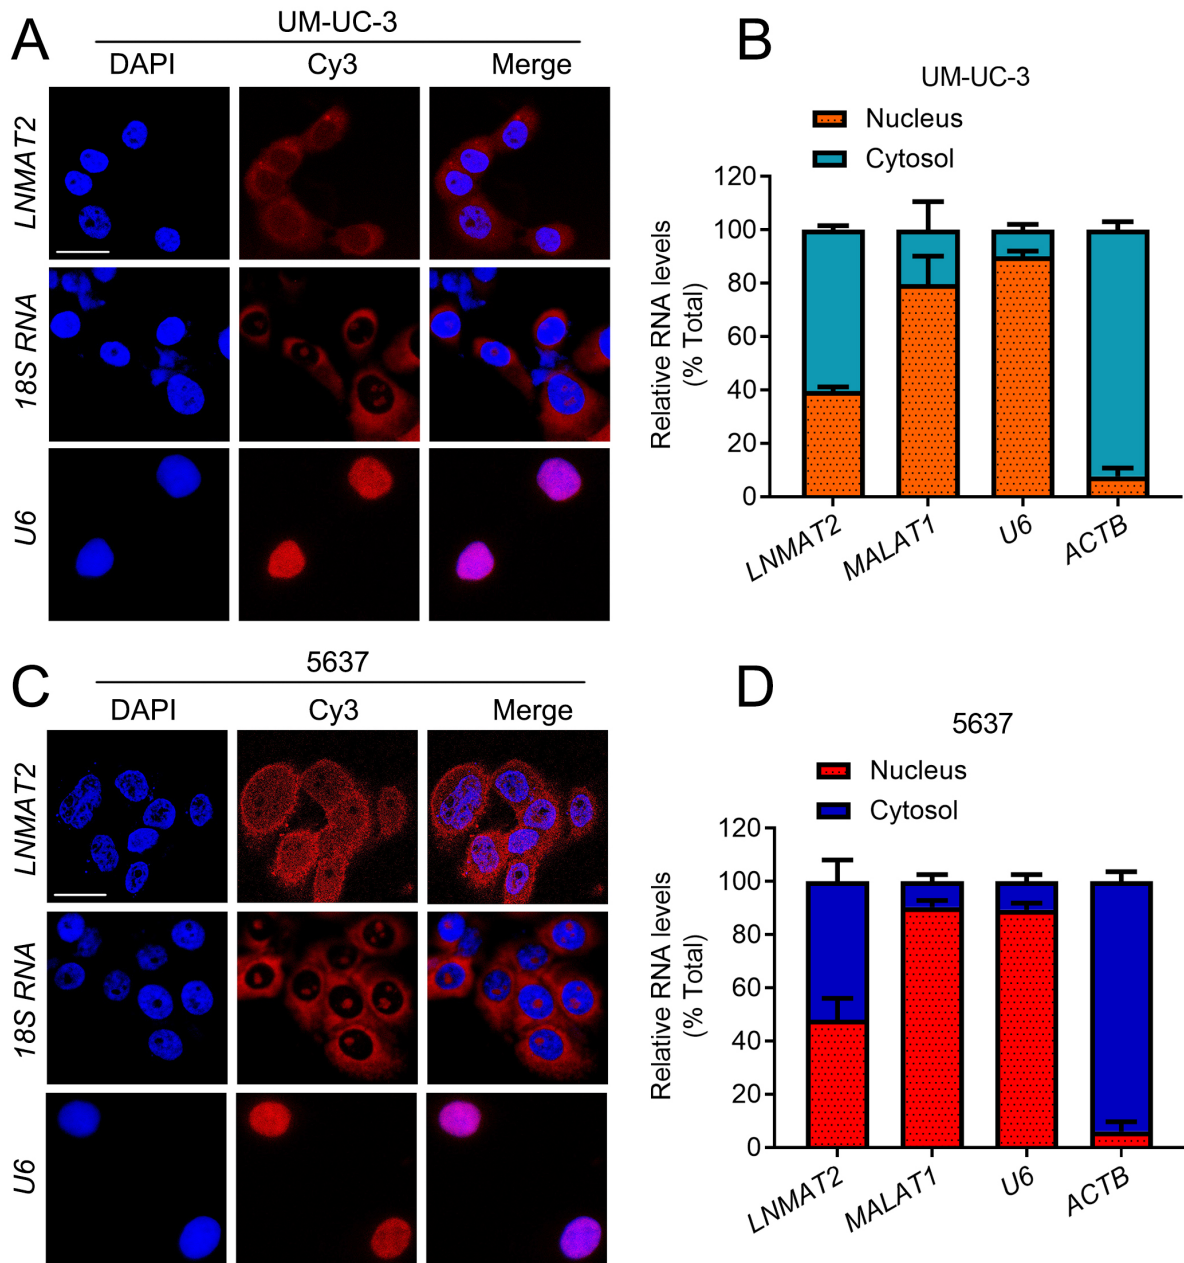 A
UM-UC-3
DAPI Cy3 Merge
LNMAT2
18S RNA
U6
B
UM-UC-3
Nucleus
Cytosol
Relative RNA levels
(% Total)
120
100
80
60
40
20
0
LNMAT2 MALAT1 U6 ACTB
C
5637
DAPI Cy3 Merge
LNMAT2
18S RNA
U6
D
5637
Nucleus
Cytosol
Relative RNA levels
(% Total)
120
100
80
60
40
20
0
LNMAT2 MALAT1 U6 ACTB